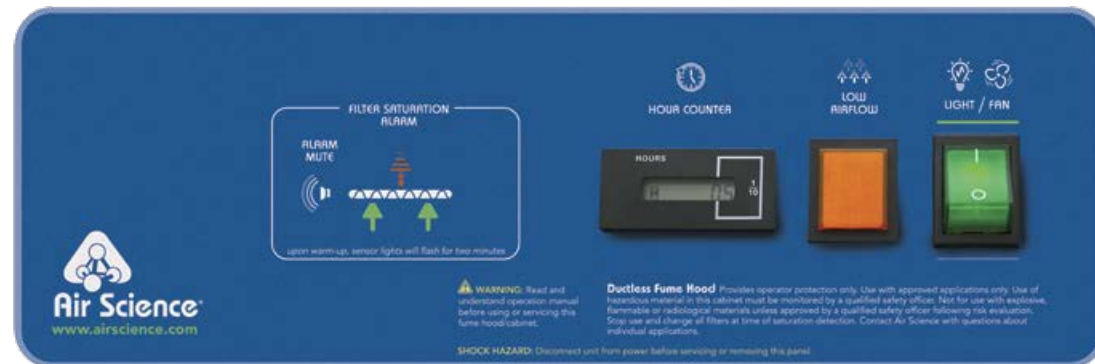 FILTER SATURATION
ALARM
ALARM
MUTE
upon warm-up, sensor lights will flash for two minutes
HOUR COUNTER
HOURS
1
10
LOW
AIRFLOW
LIGHT / FAN
Air Science®
www.airscience.com
WARNING: Read and
understand operation manual
before using or servicing this
fume hood/cabinet.
Ductless Fume Hood Provides operator protection only. Use with approved applications only. Use of
hazardous material in this cabinet must be monitored by a qualified safety officer. Not for use with explosive,
flammable or radiological materials unless approved by a qualified safety officer following risk evaluation.
Stop use and change all filters at time of saturation detection. Contact Air Science with questions about
individual applications.
SHOCK HAZARD: Disconnect unit from power before servicing or removing this panel